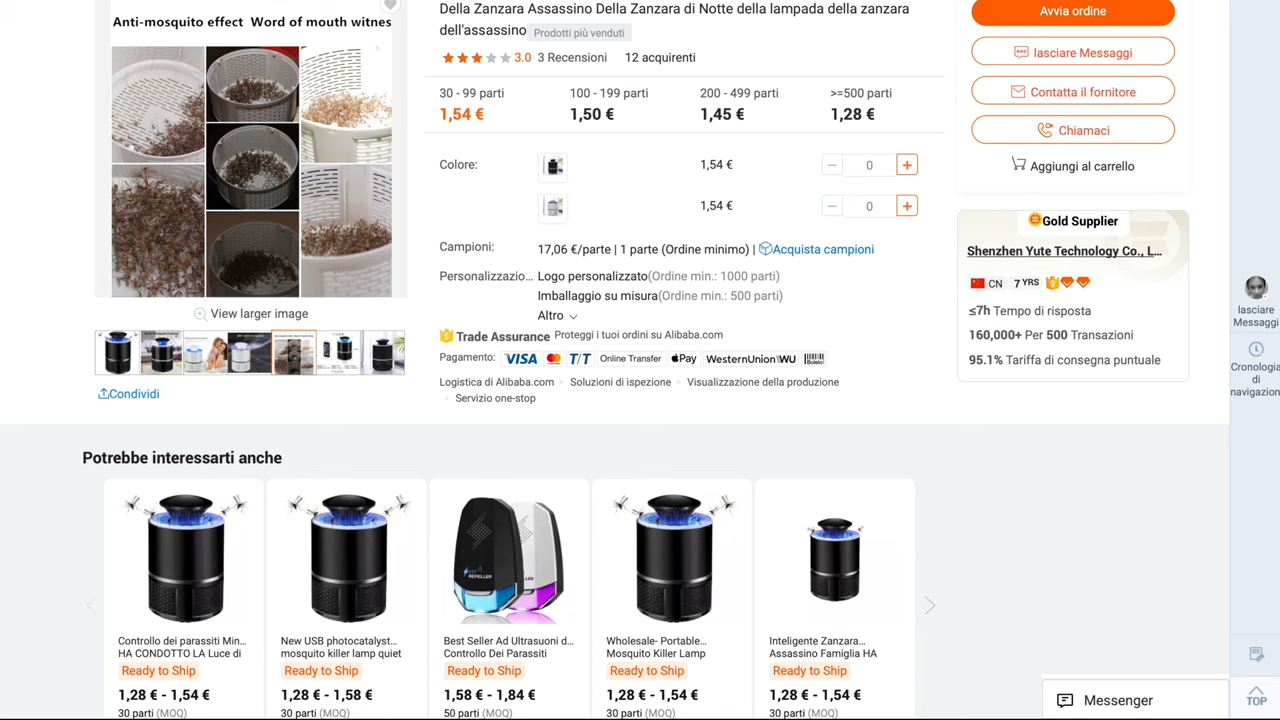 Anti-mosquito effect Word of mouth witnes
View larger image
Condividi
Della Zanzara Assassino Della Zanzara di Notte della lampada della zanzara
dell'assassino Prodotti più venduti
3.0 3 Recensioni 12 acquirenti
30 - 99 parti 100 - 199 parti 200 - 499 parti >=500 parti
1,54 € 1,50 € 1,45 € 1,28 €
Colore: 1,54 € − 0 +
1,54 € − 0 +
Campioni: 17,06 €/parte | 1 parte (Ordine minimo) | Acquista campioni
Personalizzazio... Logo personalizzato(Ordine min.: 1000 parti)
Imballaggio su misura(Ordine min.: 500 parti)
Altro
Trade Assurance Proteggi i tuoi ordini su Alibaba.com
Pagamento: VISA T/T Online Transfer Pay WesternUnion WU Boleto
Logistica di Alibaba.com Soluzioni di ispezione Visualizzazione della produzione
Servizio one-stop
Avvia ordine
lasciare Messaggi
Contatta il fornitore
Chiamaci
Aggiungi al carrello
Gold Supplier
Shenzhen Yute Technology Co., L...
CN 7 YRS
≤7h Tempo di risposta
160,000+ Per 500 Transazioni
95.1% Tariffa di consegna puntuale
lasciare
Messaggi
Cronologia
di
navigazion
Potrebbe interessarti anche
REPELLER
Controllo dei parassiti Min...
HA CONDOTTO LA Luce di
Ready to Ship
1,28 € - 1,54 €
30 parti (MOQ)
New USB photocatalyst...
mosquito killer lamp quiet
Ready to Ship
1,28 € - 1,58 €
30 parti (MOQ)
Best Seller Ad Ultrasuoni d...
Controllo Dei Parassiti
Ready to Ship
1,58 € - 1,84 €
50 parti (MOQ)
Wholesale- Portable...
Mosquito Killer Lamp
Ready to Ship
1,28 € - 1,54 €
30 parti (MOQ)
Inteligente Zanzara...
Assassino Famiglia HA
Ready to Ship
1,28 € - 1,54 €
30 parti (MOQ)
Messenger
TOP